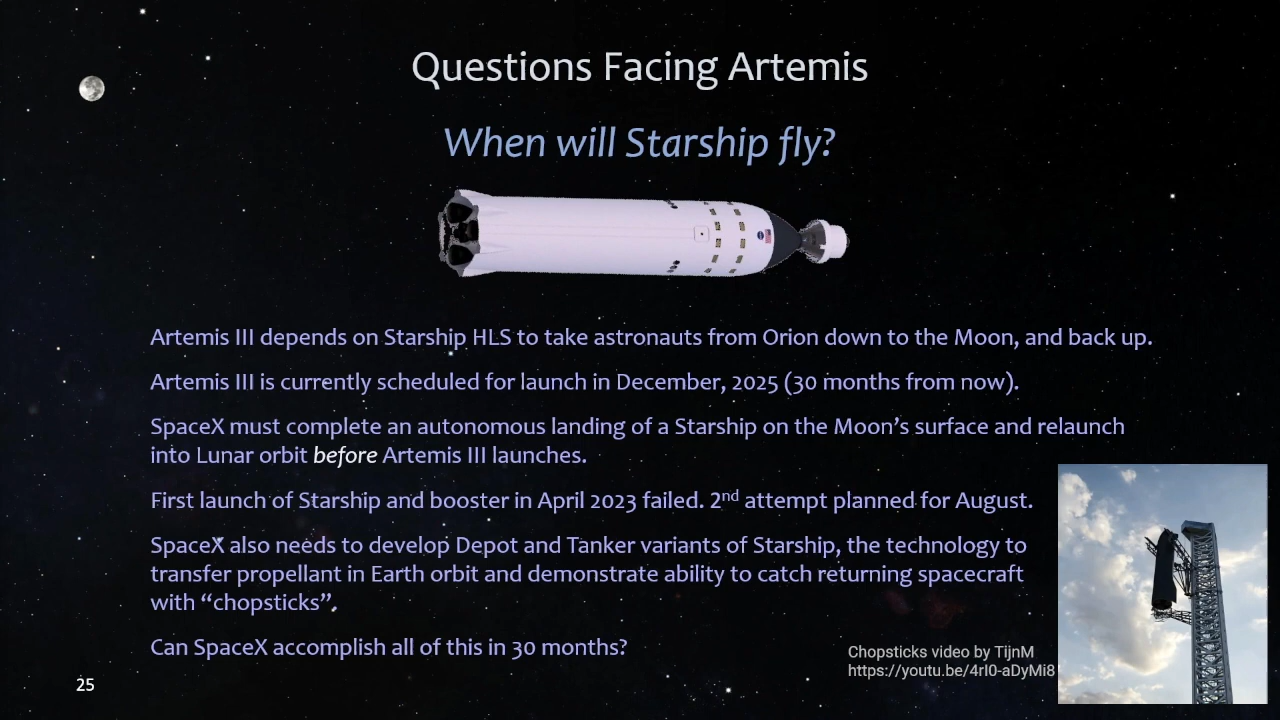 Questions Facing Artemis
When will Starship fly?
Artemis III depends on Starship HLS to take astronauts from Orion down to the Moon, and back up.
Artemis III is currently scheduled for launch in December, 2025 (30 months from now).
SpaceX must complete an autonomous landing of a Starship on the Moon’s surface and relaunch
into Lunar orbit before Artemis III launches.
First launch of Starship and booster in April 2023 failed. 2nd attempt planned for August.
SpaceX also needs to develop Depot and Tanker variants of Starship, the technology to
transfer propellant in Earth orbit and demonstrate ability to catch returning spacecraft
with “chopsticks”.
Can SpaceX accomplish all of this in 30 months?
Chopsticks video by TijnM
https://youtu.be/4rI0-aDyMi8
25